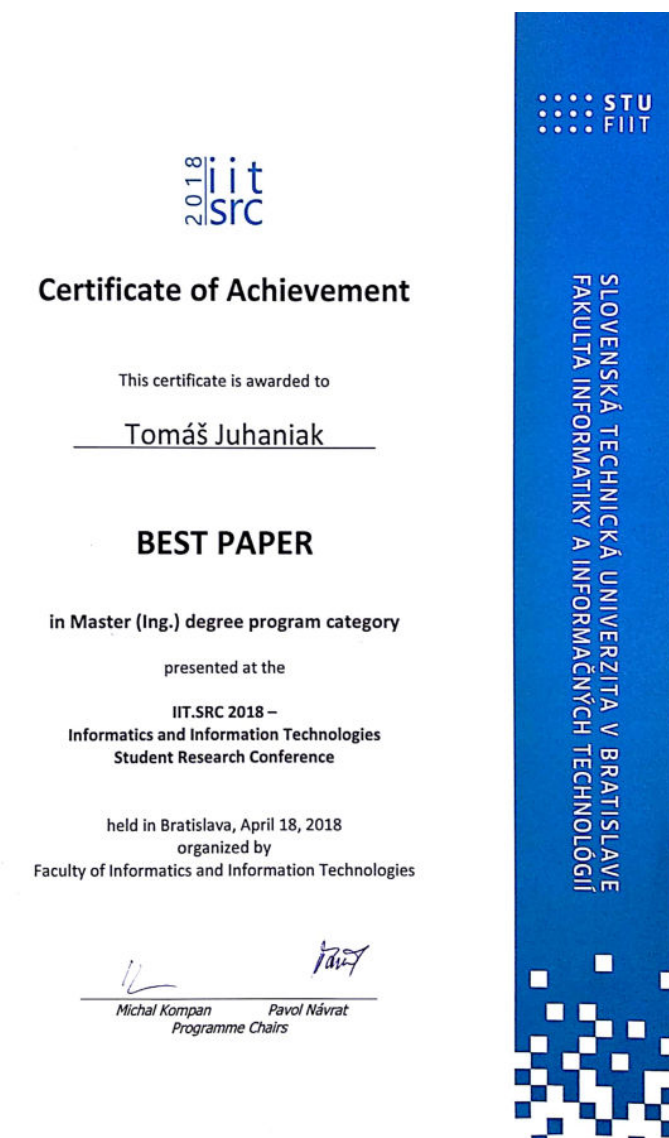 2018
iit
src
Certificate of Achievement
This certificate is awarded to
Tomáš Juhaniak
BEST PAPER
in Master (Ing.) degree program category
presented at the
IIT.SRC 2018 –
Informatics and Information Technologies
Student Research Conference
held in Bratislava, April 18, 2018
organized by
Faculty of Informatics and Information Technologies
Michal Kompan Pavol Návrat
Programme Chairs
STU
FIIT
SLOVENSKÁ TECHNICKÁ UNIVERZITA V BRATISLAVE
FAKULTA INFORMATIKY A INFORMAČNÝCH TECHNOLÓGIÍ